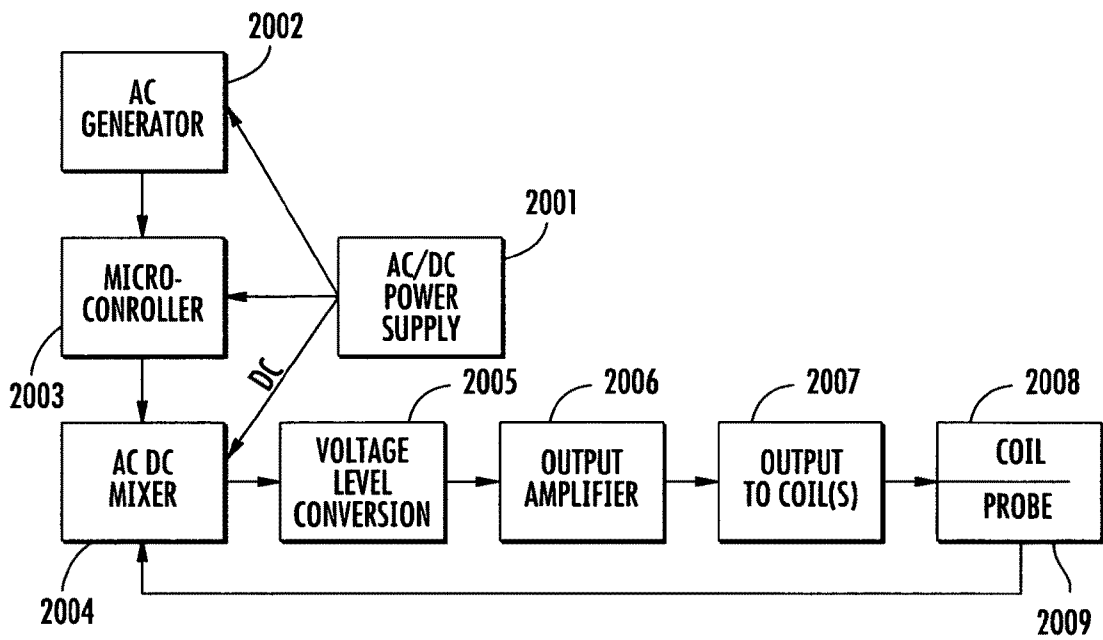 2002
AC
GENERATOR
2001
MICRO-
CONROLLER
AC/DC
POWER
SUPPLY
2003
DC
2005
2006
2007
2008
AC DC
MIXER
VOLTAGE
LEVEL
CONVERSION
OUTPUT
AMPLIFIER
OUTPUT
TO COIL(S)
COIL
PROBE
2004
2009